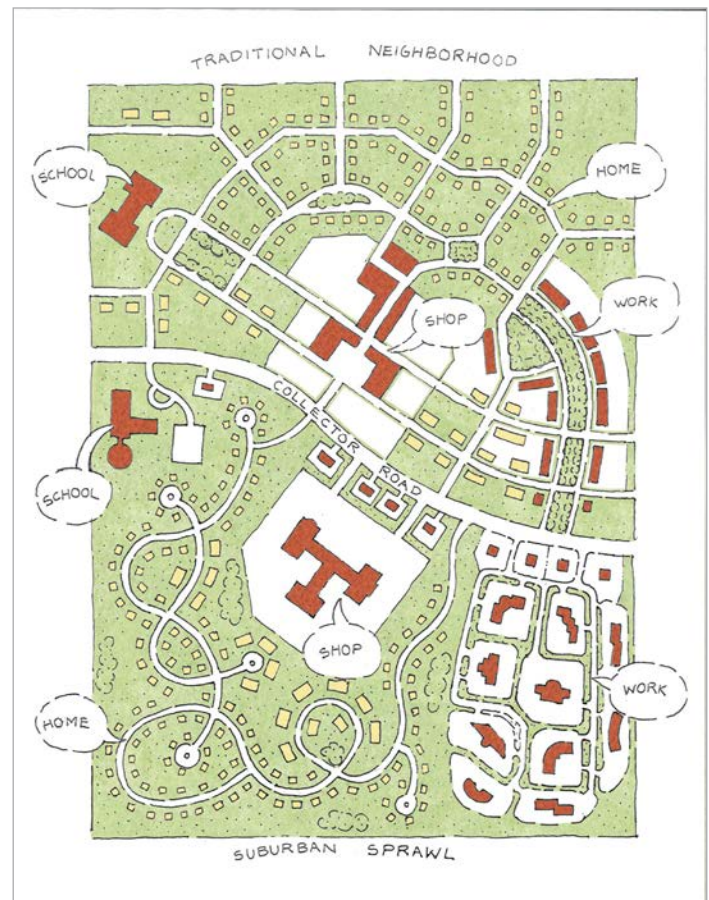 TRADITIONAL NEIGHBORHOOD
SCHOOL
HOME
WORK
SHOP
COLLECTOR ROAD
SCHOOL
SHOP
WORK
HOME
SUBURBAN SPRAWL